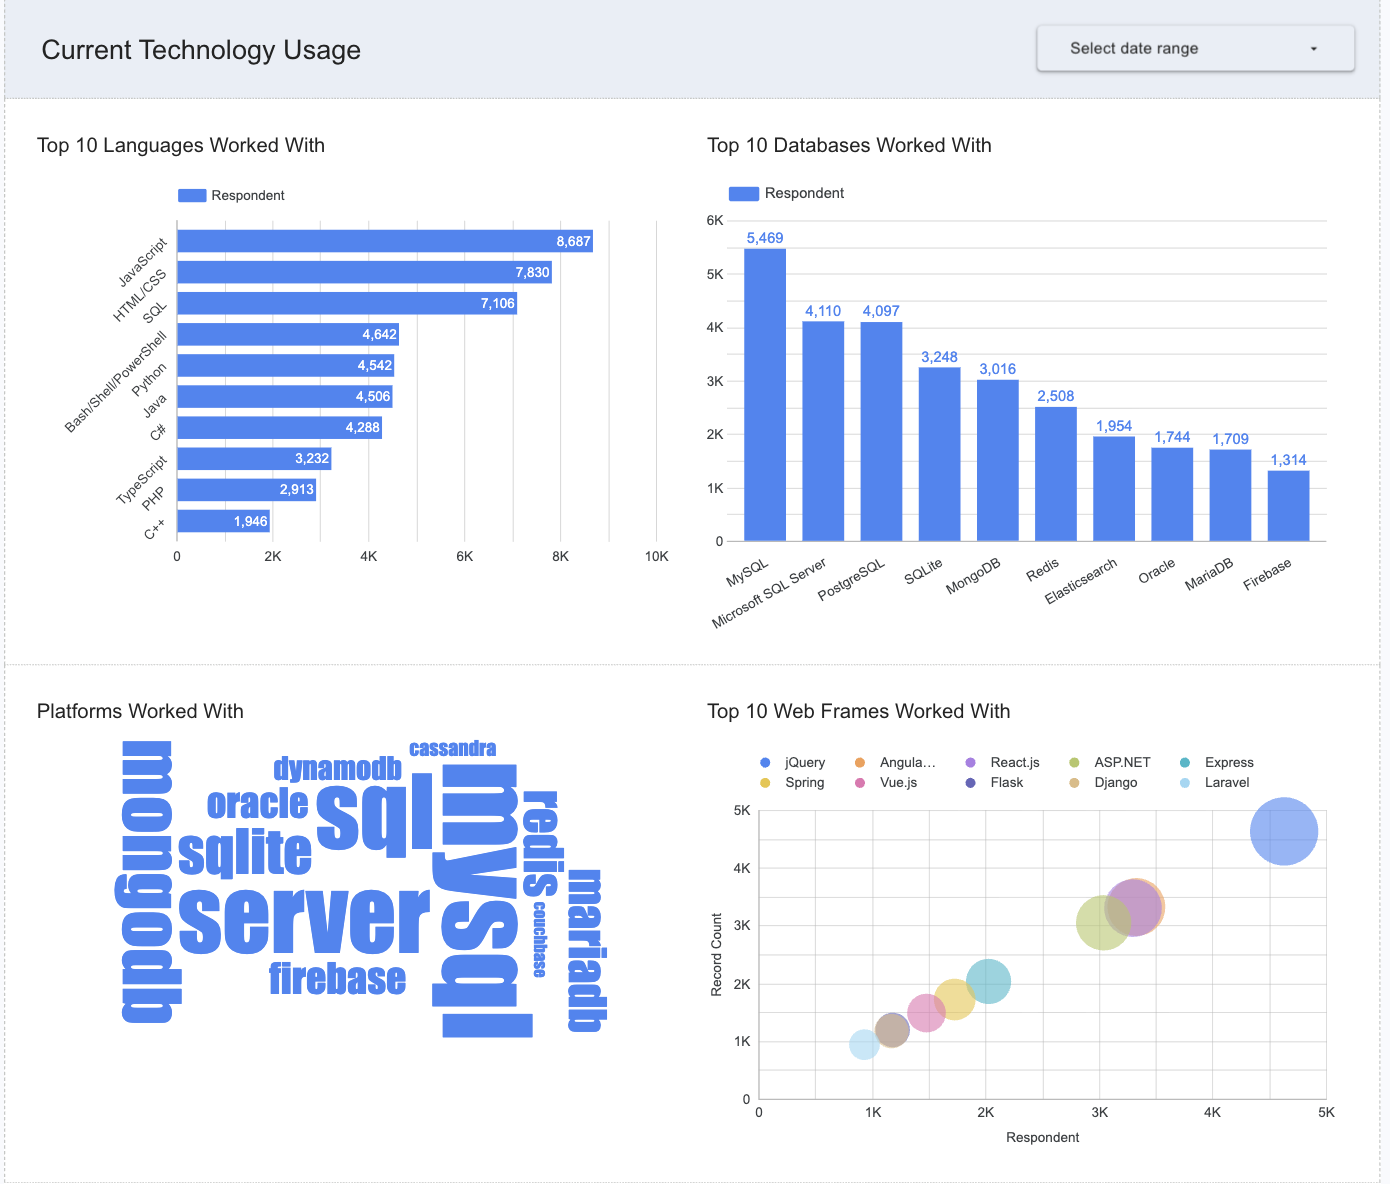 Current Technology Usage
Select date range
Top 10 Languages Worked With
Respondent
JavaScript
8,687
HTML/CSS
7,830
SQL
7,106
Bash/Shell/PowerShell
4,642
Python
4,542
Java
4,506
C#
4,288
TypeScript
3,232
PHP
2,913
C++
1,946
0 2K 4K 6K 8K 10K
Top 10 Databases Worked With
Respondent
6K
5K
4K
3K
2K
1K
0
5,469
4,110
4,097
3,248
3,016
2,508
1,954
1,744
1,709
1,314
MySQL
Microsoft SQL Server
PostgreSQL
SQLite
MongoDB
Redis
Elasticsearch
Oracle
MariaDB
Firebase
Platforms Worked With
mongodb
cassandra
dynamodb
oracle
sql
mysql
redis
sqlite
server
couchbase
mariadb
firebase
Top 10 Web Frames Worked With
jQuery Angula… React.js ASP.NET Express
Spring Vue.js Flask Django Laravel
Record Count
5K
4K
3K
2K
1K
0
0 1K 2K 3K 4K 5K
Respondent